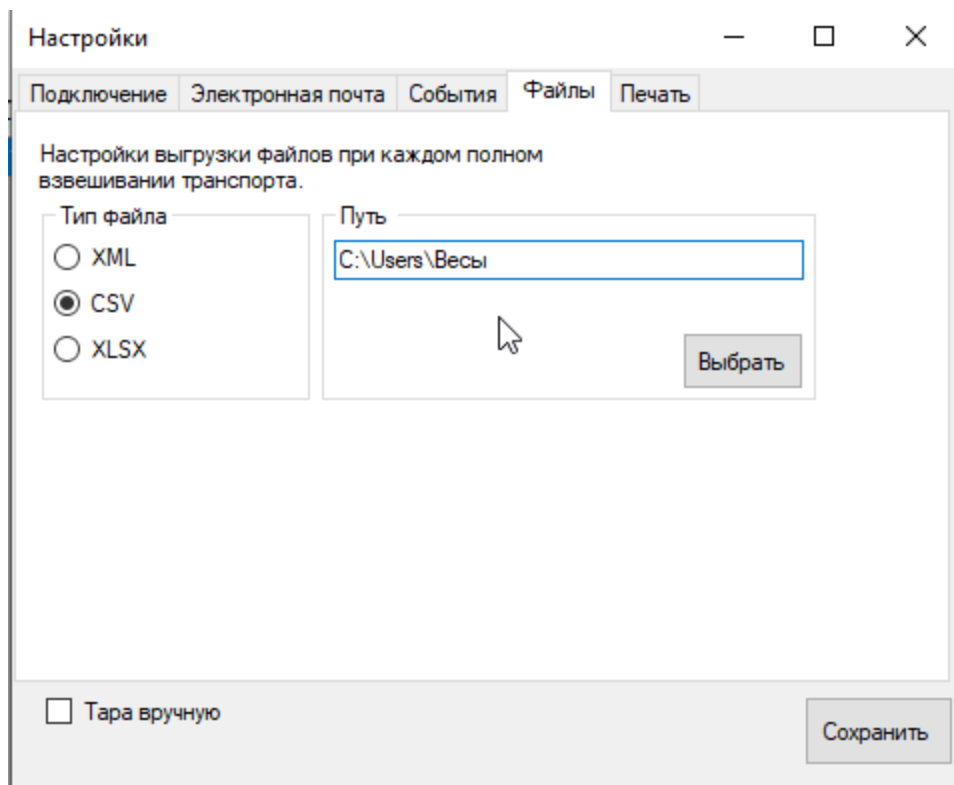 Настройки
Подключение Электронная почта События Файлы Печать
Настройки выгрузки файлов при каждом полном
взвешивании транспорта.
Тип файла
XML
CSV
XLSX
Путь
C:\Users\Весы
Выбрать
Тара вручную
Сохранить